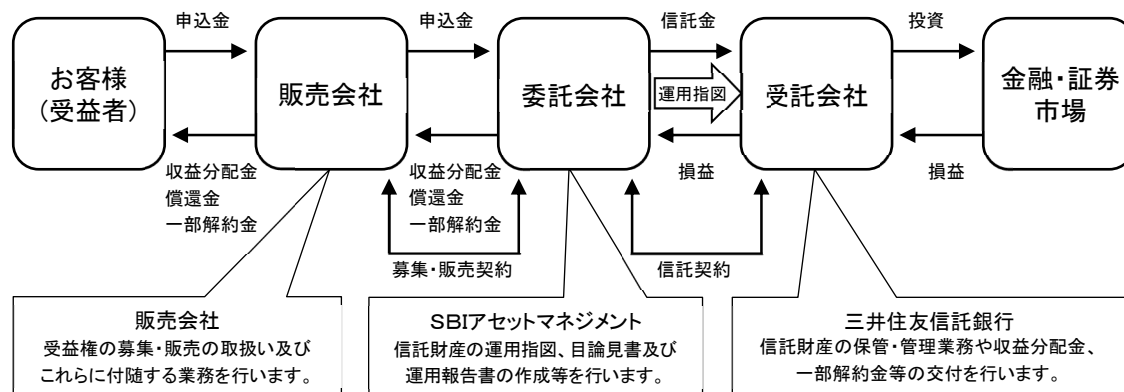 申込金
申込金
信託金
投資
お客様
（受益者）
販売会社
委託会社
運用指図
受託会社
金融・証券
市場
収益分配金
償還金
一部解約金
収益分配金
償還金
一部解約金
損益
損益
募集・販売契約
信託契約
販売会社
受益権の募集・販売の取扱い及び
これらに付随する業務を行います。
SBIアセットマネジメント
信託財産の運用指図、目論見書及び
運用報告書の作成等を行います。
三井住友信託銀行
信託財産の保管・管理業務や収益分配金、
一部解約金等の交付を行います。